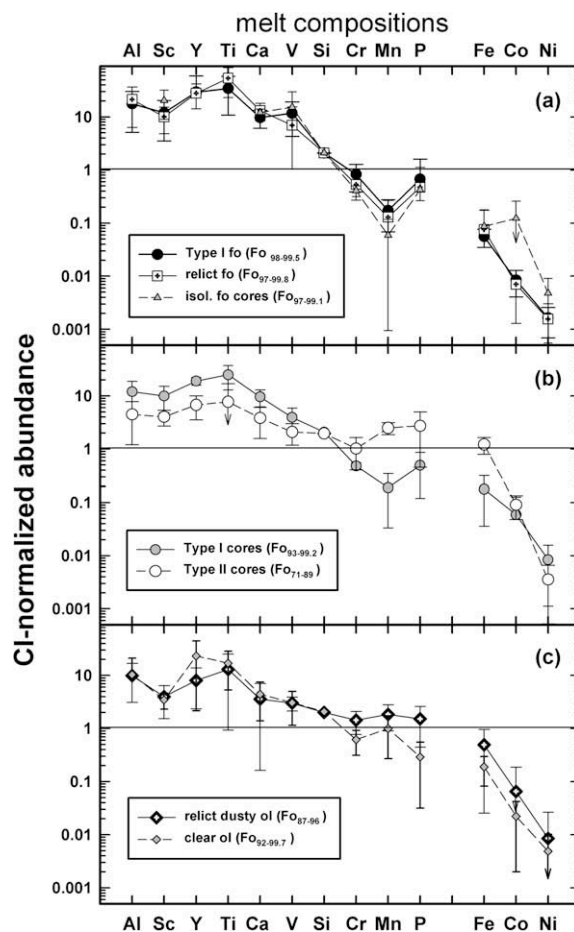 melt compositions
Al Sc Y Ti Ca V Si Cr Mn P Fe Co Ni
(a)
10
1
0.1
0.01
0.001
Type I fo (Fo98-99.5)
relict fo (Fo97-99.8)
isol. fo cores (Fo97-99.1)
CI-normalized abundance
(b)
10
1
0.1
0.01
0.001
Type I cores (Fo93-99.2)
Type II cores (Fo71-89)
(c)
10
1
0.1
0.01
0.001
relict dusty ol (Fo87-96)
clear ol (Fo92-99.7)
Al Sc Y Ti Ca V Si Cr Mn P Fe Co Ni